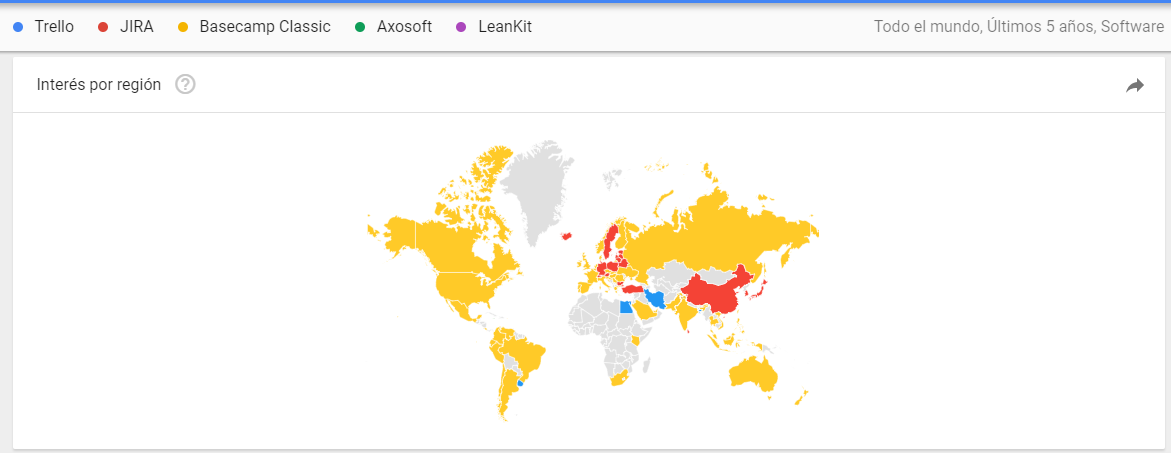 Trello JIRA Basecamp Classic Axosoft LeanKit Todo el mundo, Últimos 5 años, Software
Interés por región ?